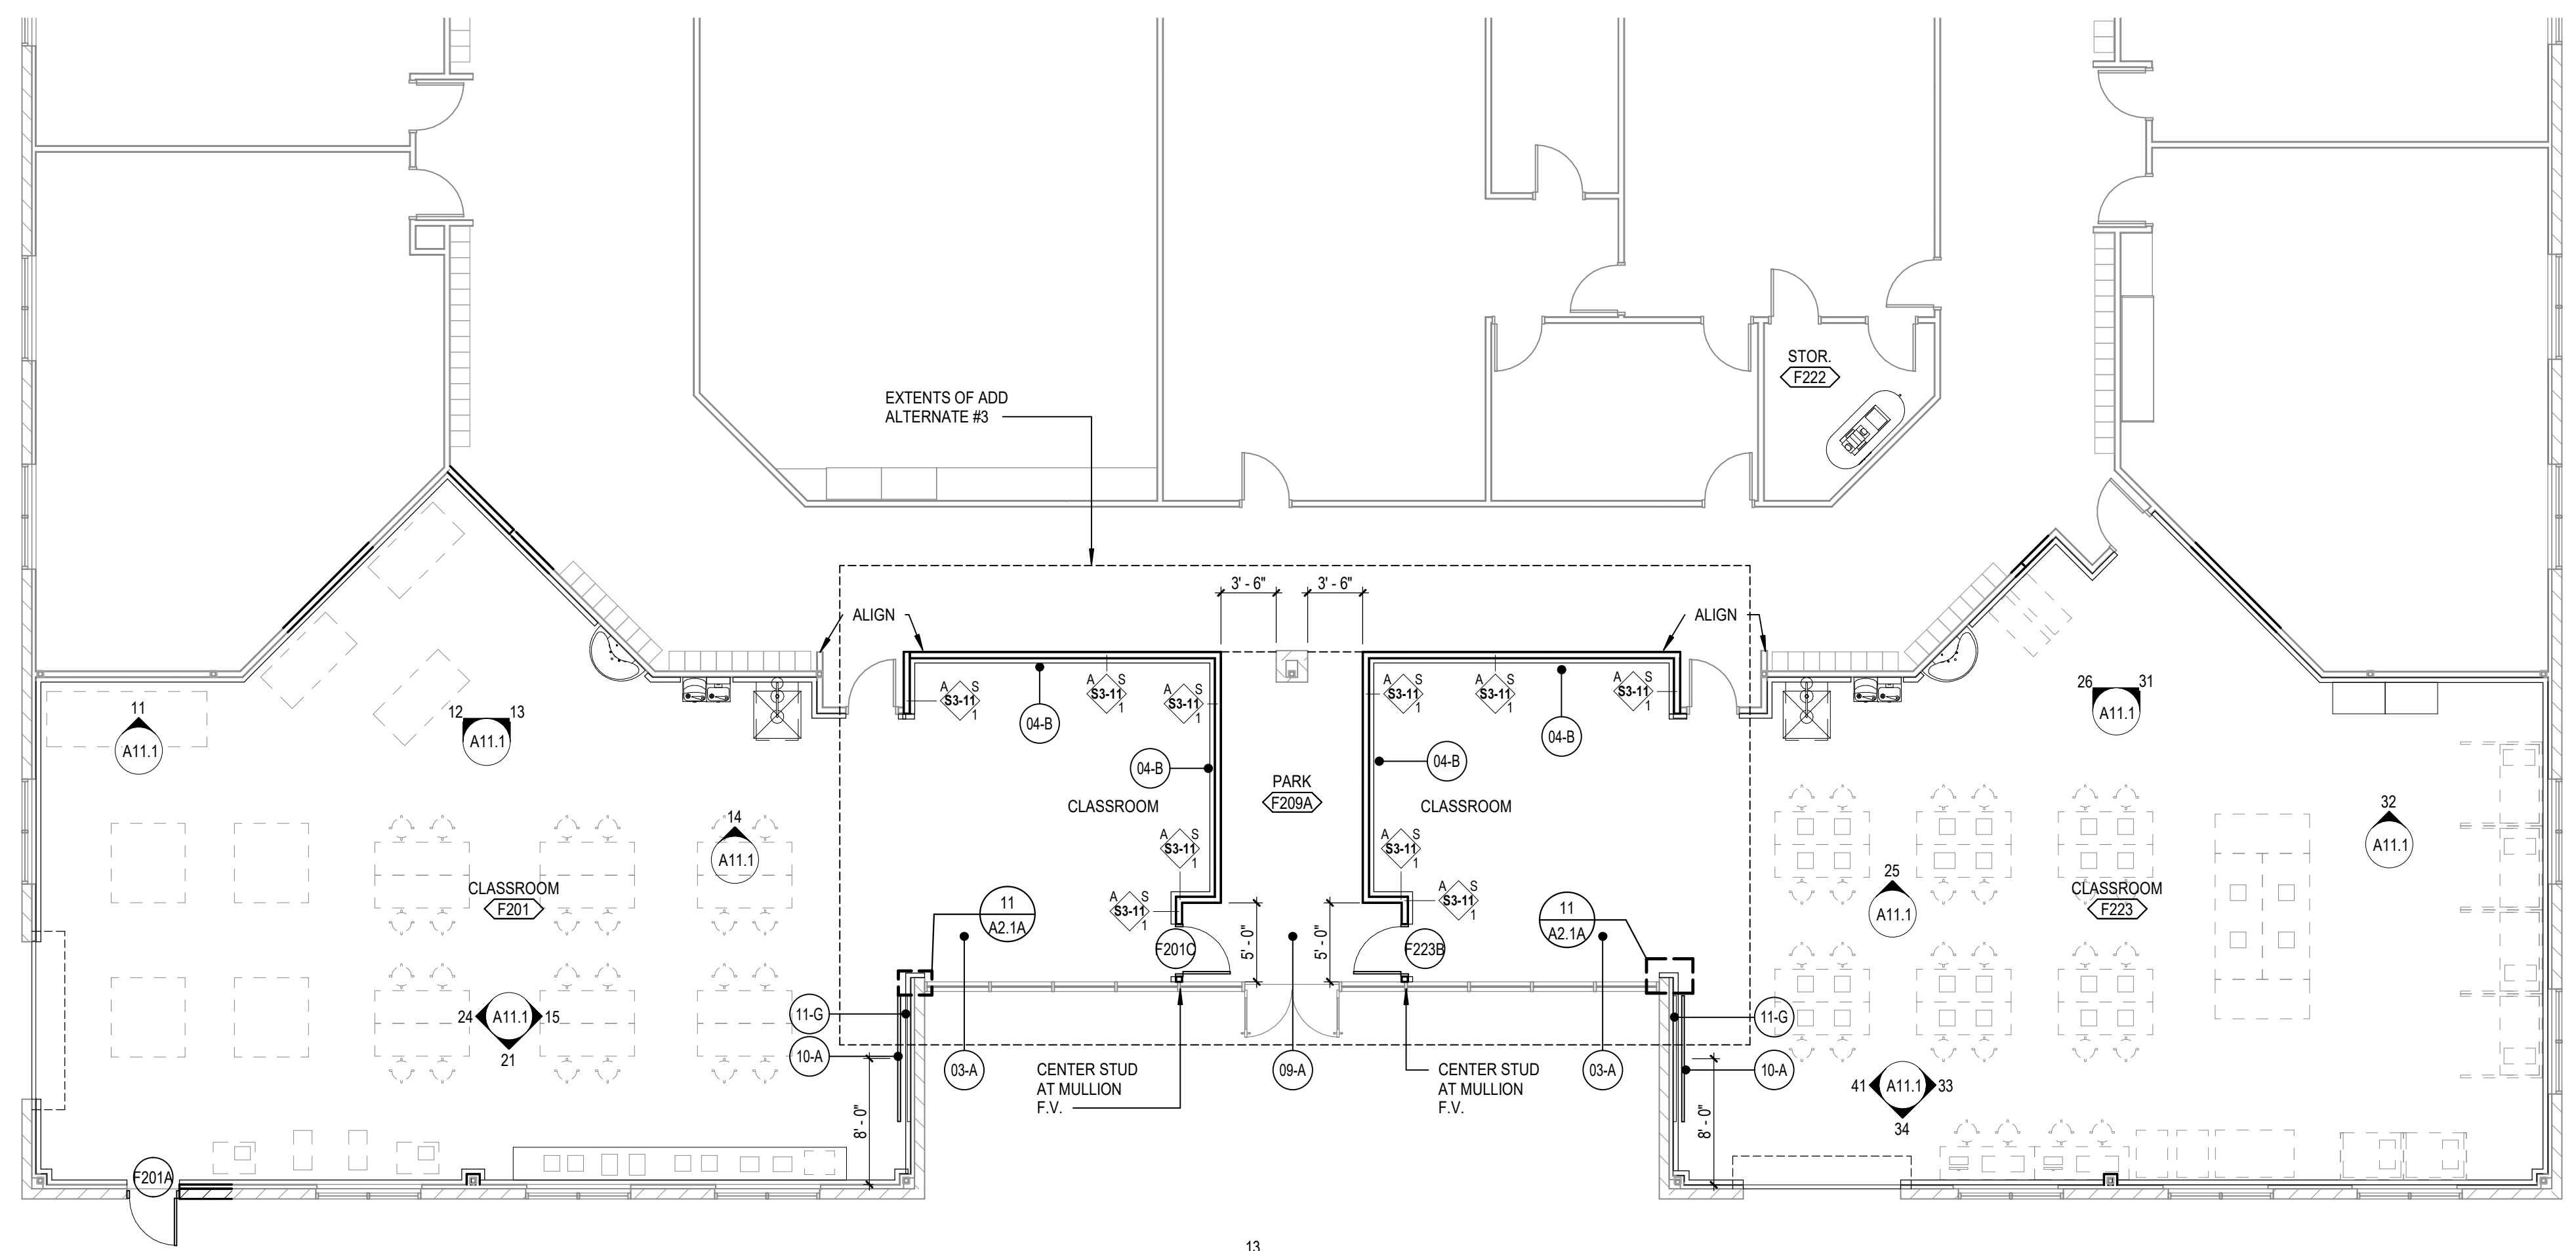 EXTENTS OF ADD
ALTERNATE #3
STOR.
F222
3' - 6"
3' - 6"
ALIGN
ALIGN
A S
S3-11
1
A S
S3-11
1
A S
S3-11
1
A S
S3-11
1
A S
S3-11
1
A S
S3-11
1
04-B
04-B
04-B
04-B
11
A11.1
12 13
A11.1
26 31
A11.1
PARK
F209A
CLASSROOM
CLASSROOM
14
A11.1
32
A11.1
A S
S3-11
1
A S
S3-11
1
CLASSROOM
F201
25
A11.1
CLASSROOM
F223
A S
S3-11
1
A S
S3-11
1
11
A2.1A
11
A2.1A
F201C
F223B
5' - 0"
5' - 0"
24 A11.1 15
21
11-G
11-G
10-A
10-A
03-A
09-A
03-A
CENTER STUD
AT MULLION
F.V.
CENTER STUD
AT MULLION
F.V.
41 A11.1 33
34
8' - 0"
8' - 0"
F201A
13